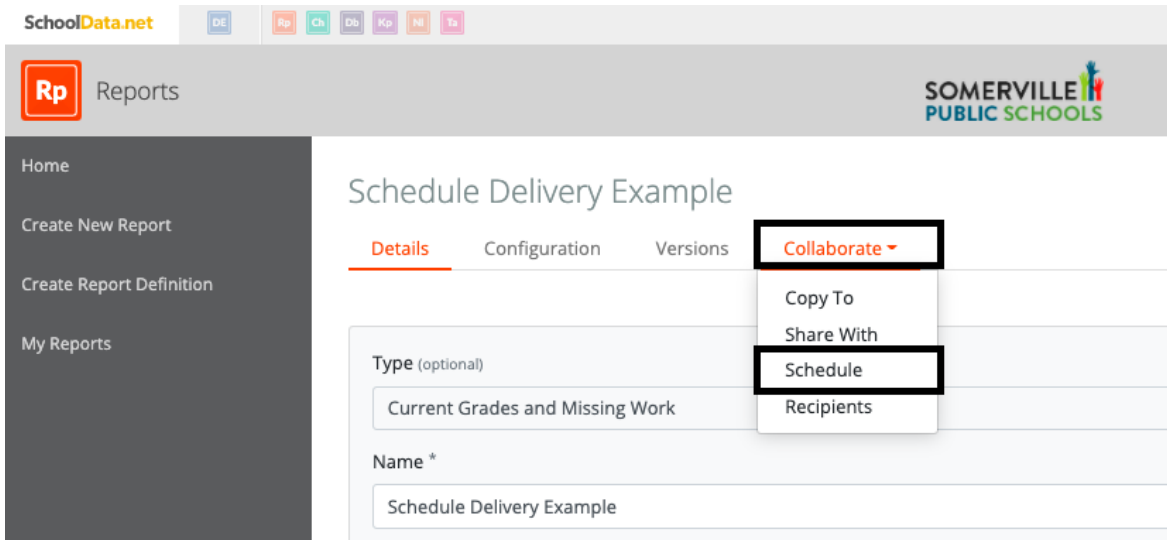 SchoolData.net DE Rp Ch Db Kp NI Ta
Rp Reports
SOMERVILLE
PUBLIC SCHOOLS
Home
Create New Report
Create Report Definition
My Reports
Schedule Delivery Example
Details Configuration Versions Collaborate
Copy To
Share With
Schedule
Recipients
Type (optional)
Current Grades and Missing Work
Name *
Schedule Delivery Example